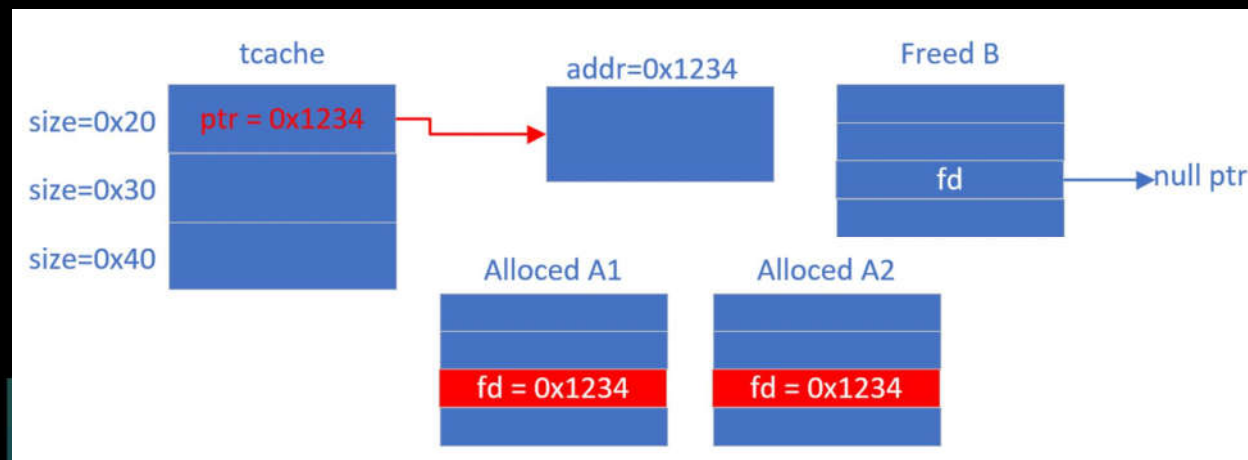 tcache
addr=0x1234
Freed B
size=0x20
ptr = 0x1234
size=0x30
fd
null ptr
size=0x40
Alloced A1
Alloced A2
fd = 0x1234
fd = 0x1234